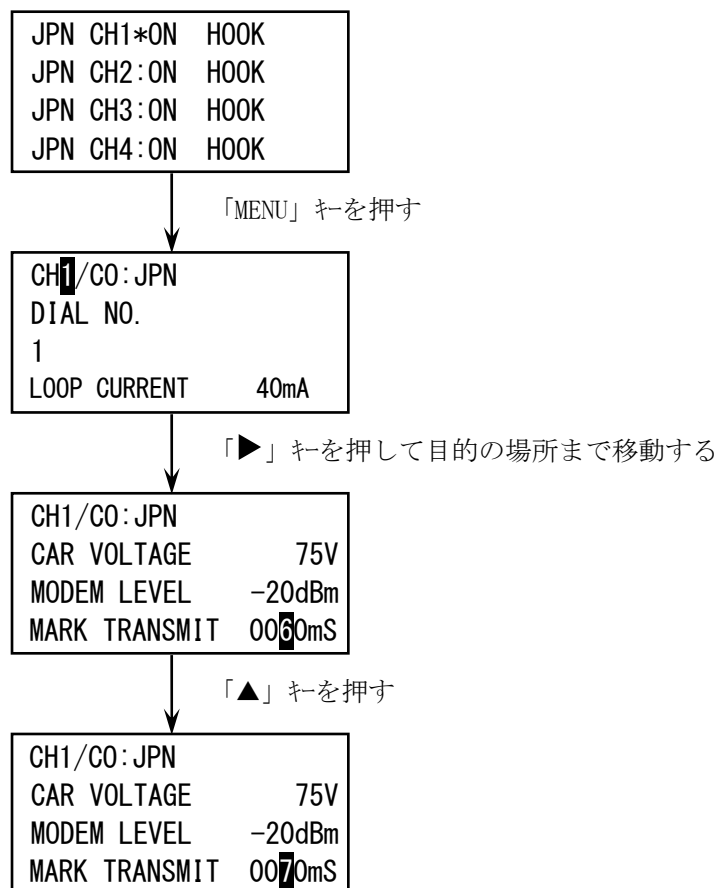 JPN CH1*ON HOOK
JPN CH2:ON HOOK
JPN CH3:ON HOOK
JPN CH4:ON HOOK
「MENU」キーを押す
CH1/CO:JPN
DIAL NO.
1
LOOP CURRENT 40mA
「▶」キーを押して目的の場所まで移動する
CH1/CO:JPN
CAR VOLTAGE 75V
MODEM LEVEL -20dBm
MARK TRANSMIT 0060mS
「▲」キーを押す
CH1/CO:JPN
CAR VOLTAGE 75V
MODEM LEVEL -20dBm
MARK TRANSMIT 0070mS